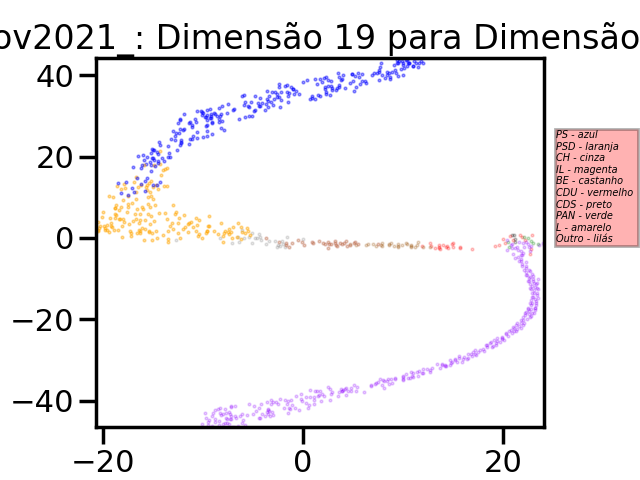 ov2021_: Dimensão 19 para Dimensão
40
20
0
−20
−40
−20 0 20
PS - azul
PSD - laranja
CH - cinza
IL - magenta
BE - castanho
CDU - vermelho
CDS - preto
PAN - verde
L - amarelo
Outro - lilás